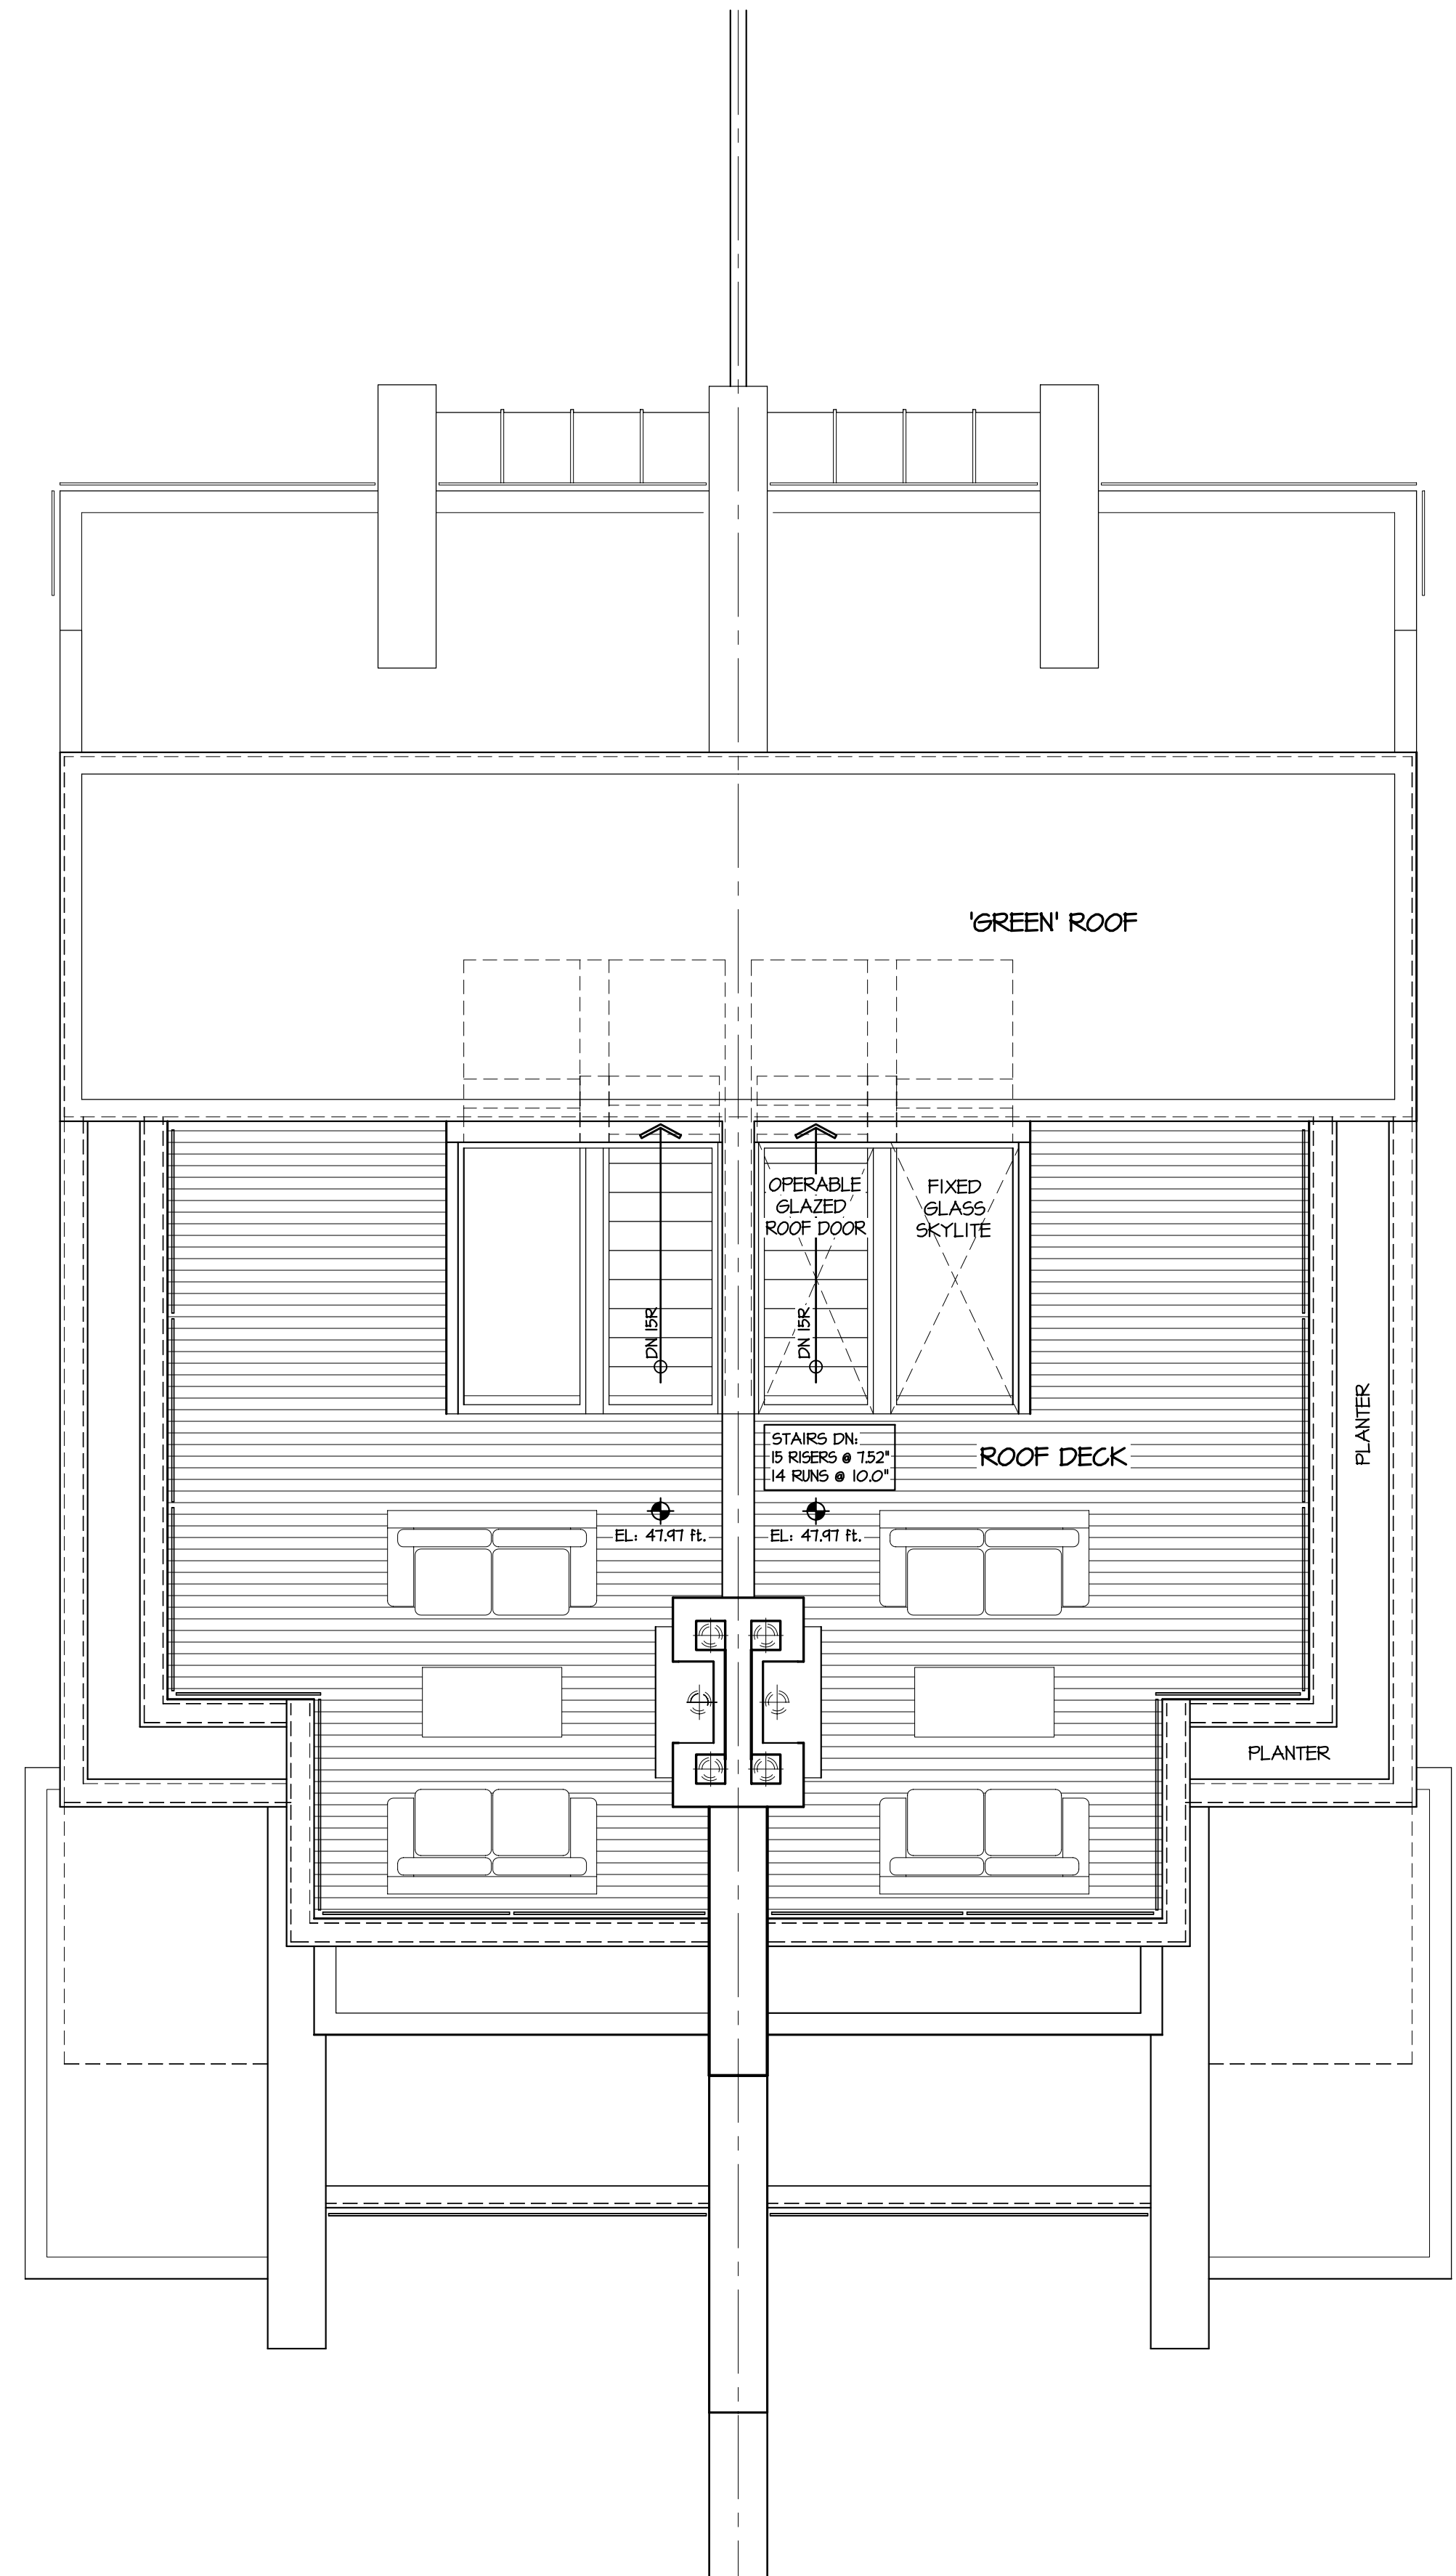 'GREEN' ROOF
OPERABLE
GLAZED
ROOF DOOR
FIXED
GLASS
SKYLITE
DN 15R
DN 15R
PLANTER
STAIRS DN:
15 RISERS @ 7.52"
14 RUNS @ 10.0"
ROOF DECK
EL: 47.97 ft.
EL: 47.97 ft.
PLANTER